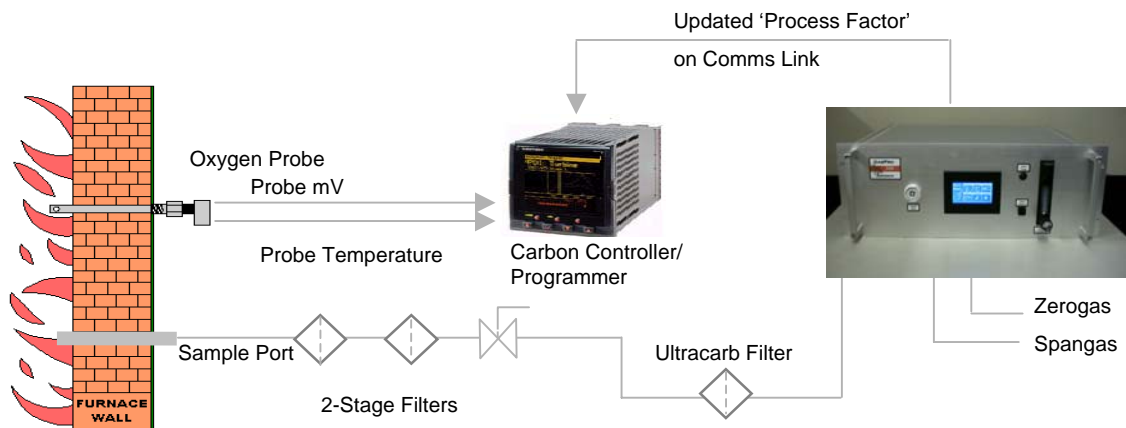 Updated ‘Process Factor’
on Comms Link
Oxygen Probe
Probe mV
Probe Temperature
Carbon Controller/
Programmer
Zerogas
Spangas
Sample Port
Ultracarb Filter
2-Stage Filters
FURNACE
WALL